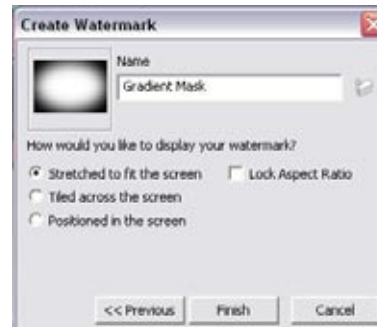 Create Watermark
Name
Gradient Mask
How would you like to display your watermark?
Stretched to fit the screen
Lock Aspect Ratio
Tiled across the screen
Positioned in the screen
<< Previous
Finish
Cancel